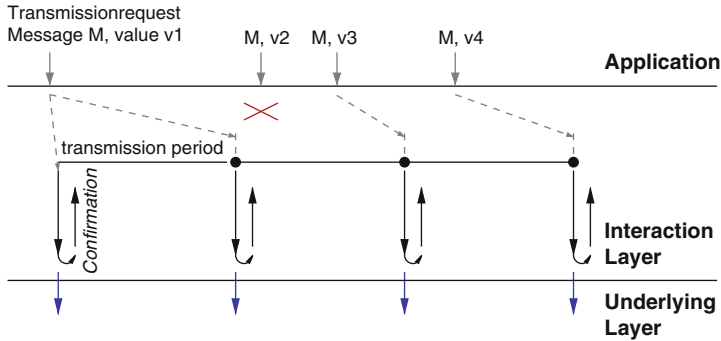 Transmissionrequest
Message M, value v1
M, v2
M, v3
M, v4
Application
transmission period
Confirmation
Interaction
Layer
Underlying
Layer